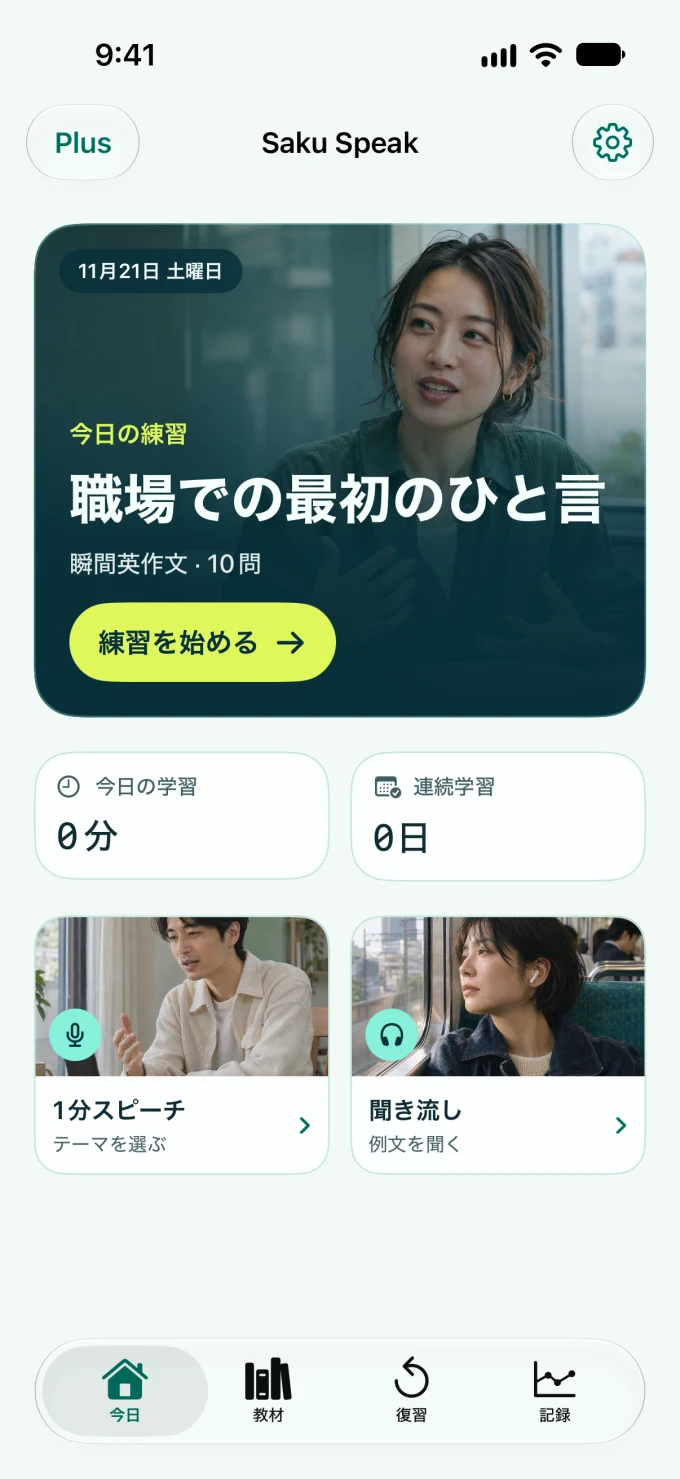 9:41
Plus
Saku Speak
11月21日 土曜日
今日の練習
職場での最初のひと言
瞬間英作文 · 10問
練習を始める →
今日の学習
0分
連続学習
0日
1分スピーチ
テーマを選ぶ
聞き流し
例文を聞く
今日
教材
復習
記録